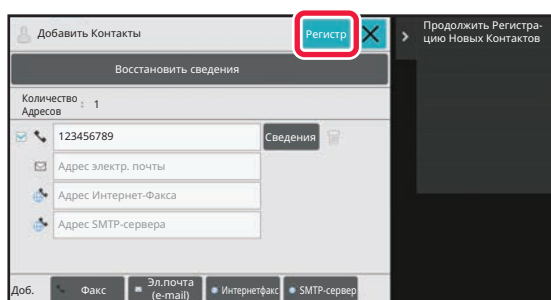 Добавить Контакты
Регистр
Продолжить Регистра-
цию Новых Контактов
Восстановить сведения
Количество : 1
Адресов
123456789
Сведения
Адрес электр. почты
Адрес Интернет-Факса
Адрес SMTP-сервера
Доб.
Факс
Эл.почта
(e-mail)
Интернетфакс
SMTP-сервер